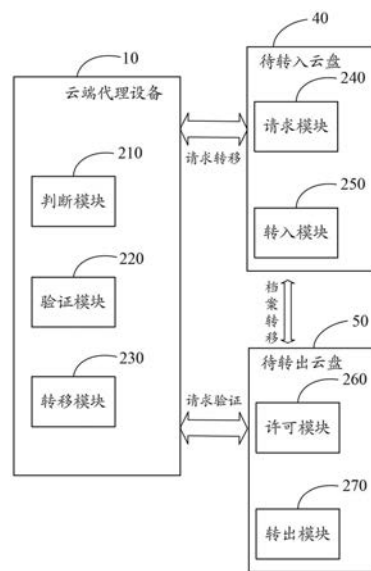 10
云端代理设备
210
判断模块
220
验证模块
230
转移模块
请求转移
请求验证
40
待转入云盘
240
请求模块
250
转入模块
档案转移
50
待转出云盘
260
许可模块
270
转出模块